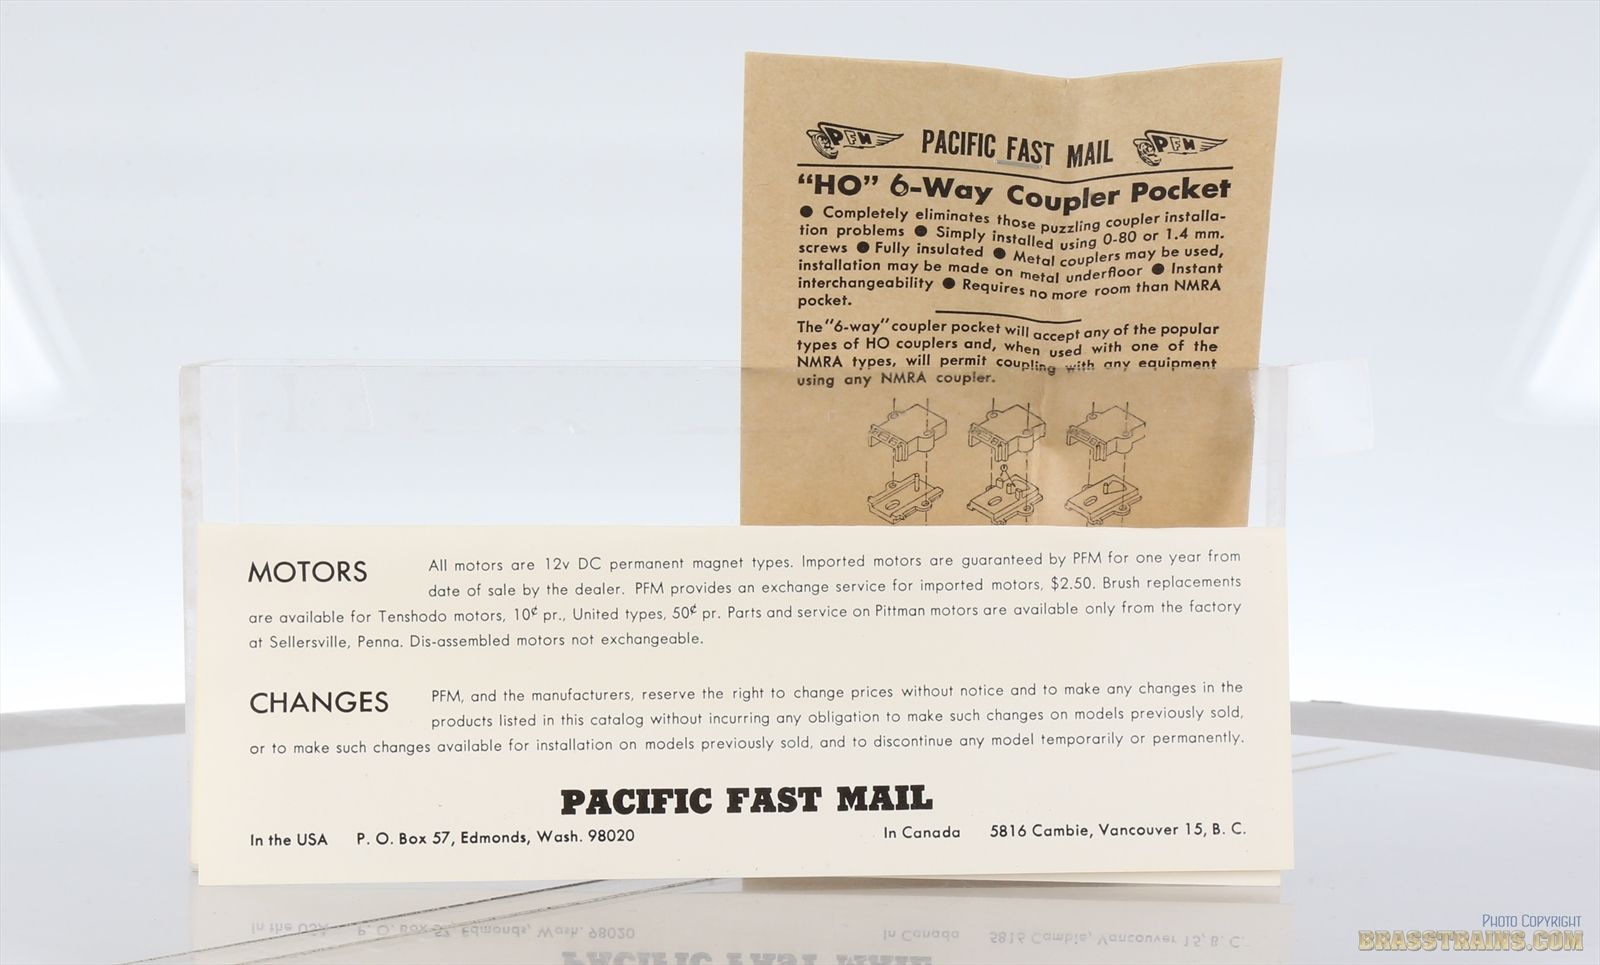 PFM PACIFIC FAST MAIL PFM
"HO" 6-Way Coupler Pocket
● Completely eliminates those puzzling coupler installa-
tion problems ● Simply installed using 0-80 or 1.4 mm.
screws ● Fully insulated ● Metal couplers may be used,
installation may be made on metal underfloor ● Instant
interchangeability ● Requires no more room than NMRA
pocket.
The "6-way" coupler pocket will accept any of the popular
types of HO couplers and, when used with one of the
NMRA types, will permit coupling with any equipment
using any NMRA coupler.
MOTORS All motors are 12v DC permanent magnet types. Imported motors are guaranteed by PFM for one year from
date of sale by the dealer. PFM provides an exchange service for imported motors, $2.50. Brush replacements
are available for Tenshodo motors, 10¢ pr., United types, 50¢ pr. Parts and service on Pittman motors are available only from the factory
at Sellersville, Penna. Dis-assembled motors not exchangeable.
CHANGES PFM, and the manufacturers, reserve the right to change prices without notice and to make any changes in the
products listed in this catalog without incurring any obligation to make such changes on models previously sold,
or to make such changes available for installation on models previously sold, and to discontinue any model temporarily or permanently.
PACIFIC FAST MAIL
In the USA P. O. Box 57, Edmonds, Wash. 98020 In Canada 5816 Cambie, Vancouver 15, B. C.
PHOTO COPYRIGHT
BRASSTRAINS.COM